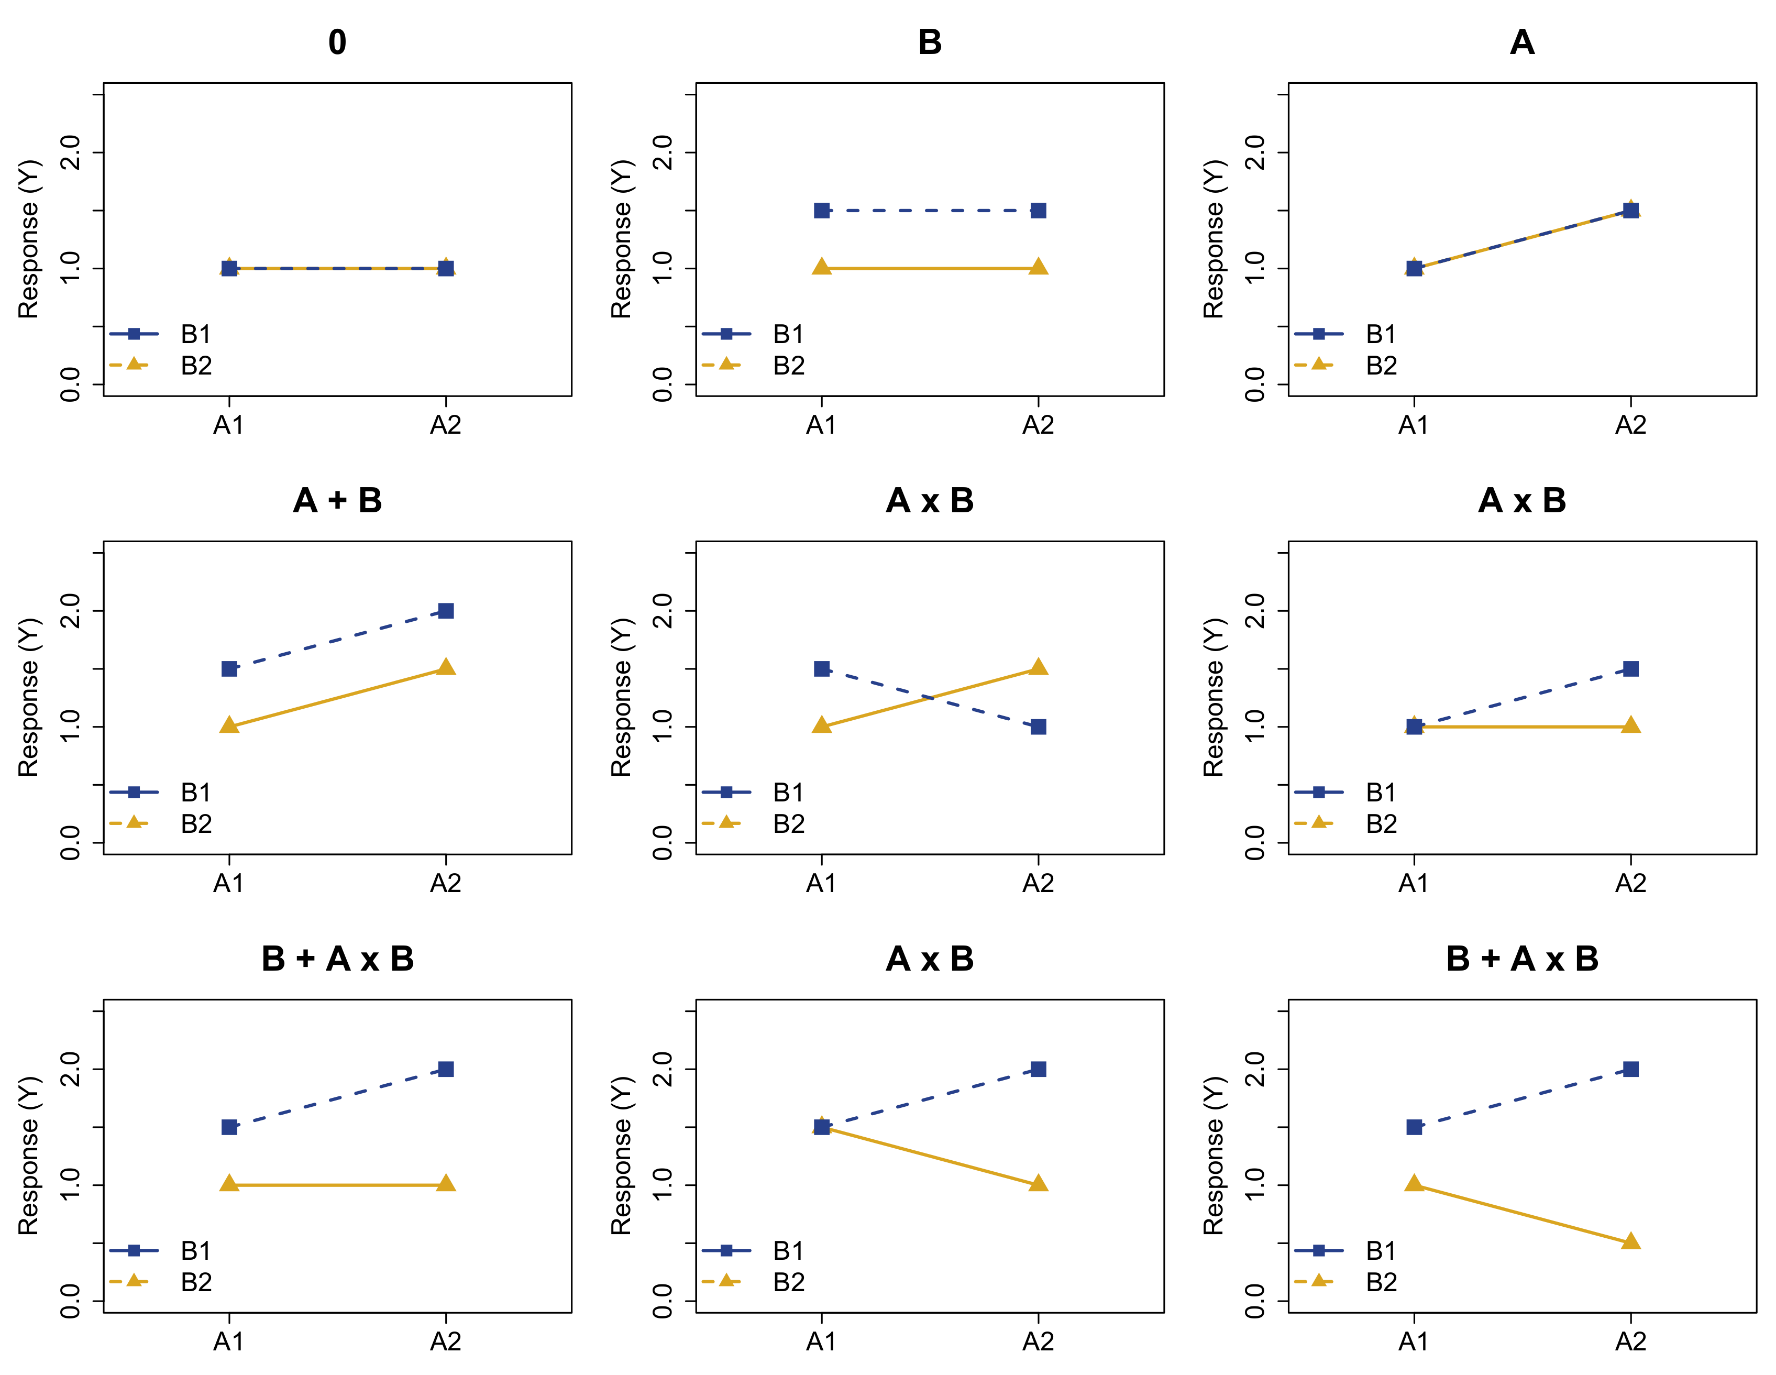 0
Response (Y)
2.0
1.0
0.0
B1
B2
A1 A2
B
Response (Y)
2.0
1.0
0.0
B1
B2
A1 A2
A
Response (Y)
2.0
1.0
0.0
B1
B2
A1 A2
A + B
Response (Y)
2.0
1.0
0.0
B1
B2
A1 A2
A x B
Response (Y)
2.0
1.0
0.0
B1
B2
A1 A2
A x B
Response (Y)
2.0
1.0
0.0
B1
B2
A1 A2
B + A x B
Response (Y)
2.0
1.0
0.0
B1
B2
A1 A2
A x B
Response (Y)
2.0
1.0
0.0
B1
B2
A1 A2
B + A x B
Response (Y)
2.0
1.0
0.0
B1
B2
A1 A2